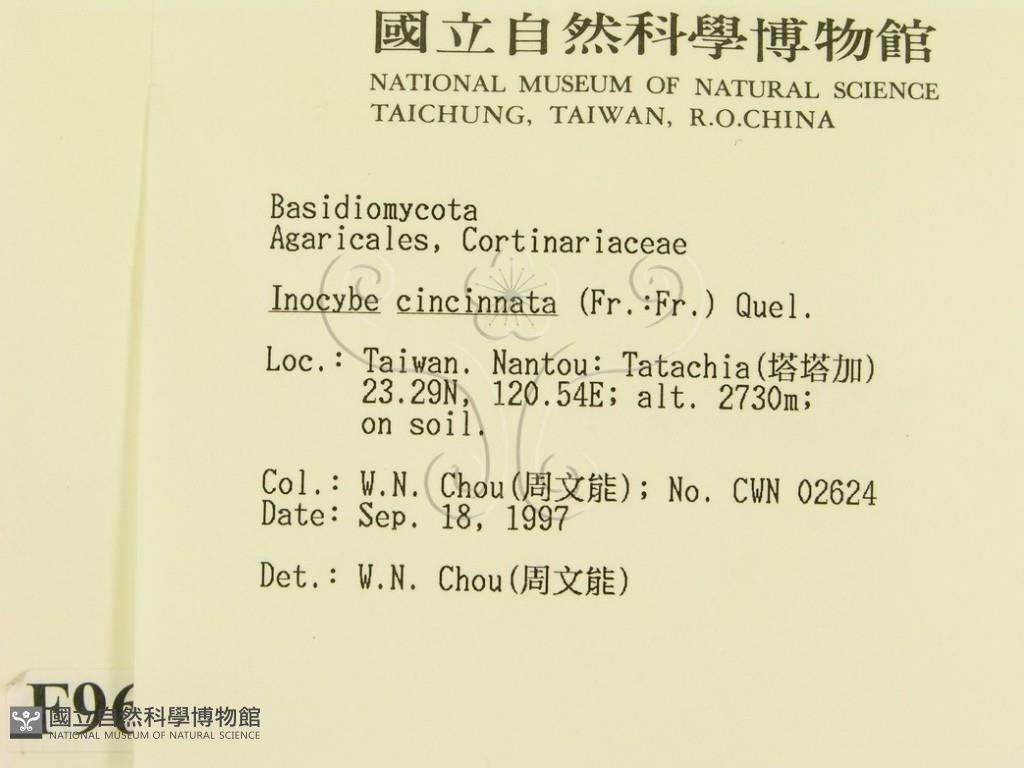 國立自然科學博物館
NATIONAL MUSEUM OF NATURAL SCIENCE
TAICHUNG, TAIWAN, R.O.CHINA
Basidiomycota
Agaricales, Cortinariaceae
Inocybe cincinnata (Fr.:Fr.) Quel.
Loc.: Taiwan. Nantou: Tatachia(塔塔加)
23.29N, 120.54E; alt. 2730m;
on soil.
Col.: W.N. Chou(周文能); No. CWN 02624
Date: Sep. 18, 1997
Det.: W.N. Chou(周文能)
F96
國立自然科學博物館
NATIONAL MUSEUM OF NATURAL SCIENCE